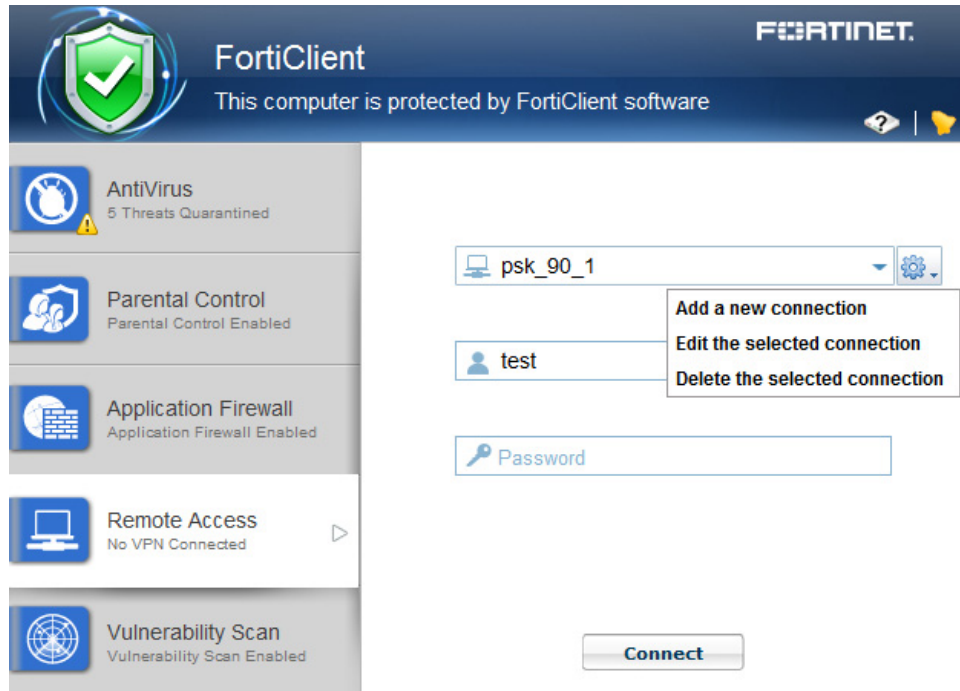 FORTINET.
FortiClient
This computer is protected by FortiClient software
?
AntiVirus
5 Threats Quarantined
Parental Control
Parental Control Enabled
Application Firewall
Application Firewall Enabled
Remote Access
No VPN Connected
Vulnerability Scan
Vulnerability Scan Enabled
psk_90_1
Add a new connection
Edit the selected connection
Delete the selected connection
test
Password
Connect